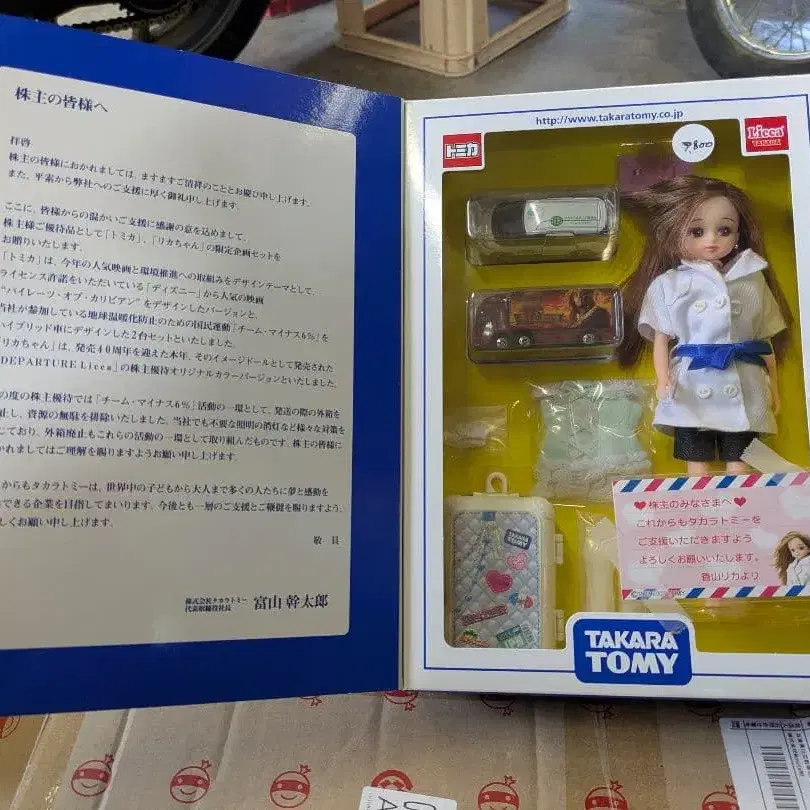 株主の皆様へ
拝啓
株主の皆様におかれましては、ますますご清祥のこととお慶び申し上げます。
また、平素から弊社へのご支援に厚く御礼申し上げます。
ここに、皆様からの温かいご支援に感謝の意を込めまして、
株主様ご優待品として「トミカ」、「リカちゃん」の限定企画セットを
お贈りいたします。
「トミカ」は、今年の人気映画と環境推進への取組みをデザインテーマとして、
ライセンス許諾をいただいている「ディズニー」から人気の映画
“パイレーツ・オブ・カリビアン”をデザインしたバージョンと、
当社が参加している地球温暖化防止のための国民運動「チーム・マイナス6%」を
ハイブリッド車にデザインした2台セットといたしました。
「リカちゃん」は、発売40周年を迎えた本年、そのイメージドールとして発売された
DEPARTURE Licca」の株主優待オリジナルカラーバージョンといたしました。
の度の株主優待では「チーム・マイナス6%」活動の一環として、発送の際の外箱を
止し、資源の無駄を排除いたしました。当社でも不要な照明の消灯など様々な対策を
じており、外箱廃止もこれらの活動の一環として取り組んだものです。株主の皆様に
かれましてはご理解を賜りますようお願い申し上げます。
からもタカラトミーは、世界中の子どもから大人まで多くの人たちに夢と感動を
できる企業を目指してまいります。今後とも一層のご支援とご鞭撻を賜りますよう、
しくお願い申し上げます。
敬具
株式会社タカラトミー
代表取締役社長 富山 幹太郎
http://www.takaratomy.co.jp
トミカ
7.800
Licca
TAKARA
TAKARA
TOMY
♥株主のみなさまへ♥
これからもタカラトミーを
ご支援いただきますよう
よろしくお願いいたします。
香山リカより
TAKARA
TOMY